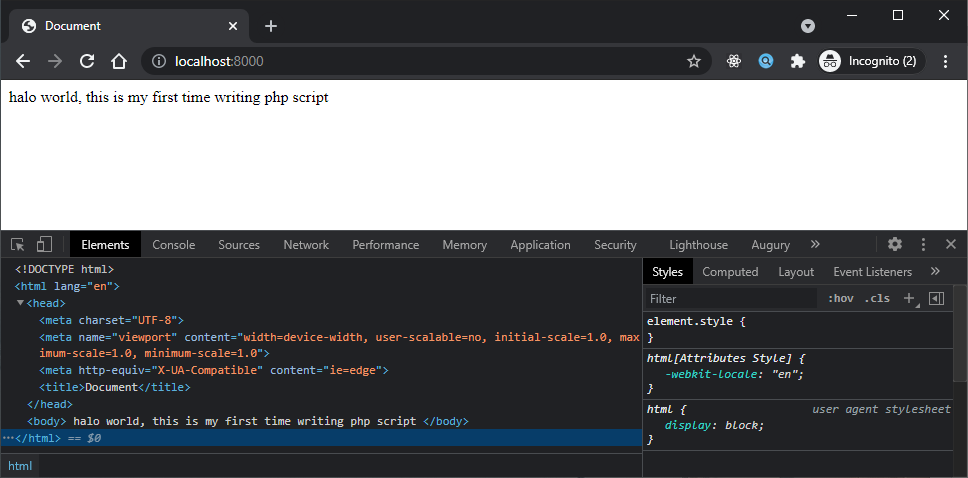 Document
localhost:8000
Incognito (2)
halo world, this is my first time writing php script
Elements Console Sources Network Performance Memory Application Security Lighthouse Augury »
<!DOCTYPE html>
<html lang="en">
▼<head>
<meta charset="UTF-8">
<meta name="viewport" content="width=device-width, user-scalable=no, initial-scale=1.0, max
imum-scale=1.0, minimum-scale=1.0">
<meta http-equiv="X-UA-Compatible" content="ie=edge">
<title>Document</title>
</head>
<body> halo world, this is my first time writing php script </body>
…</html> == $0
html
Styles Computed Layout Event Listeners »
Filter :hov .cls +
element.style {
}
html[Attributes Style] {
-webkit-locale: "en";
}
html { user agent stylesheet
display: block;
}